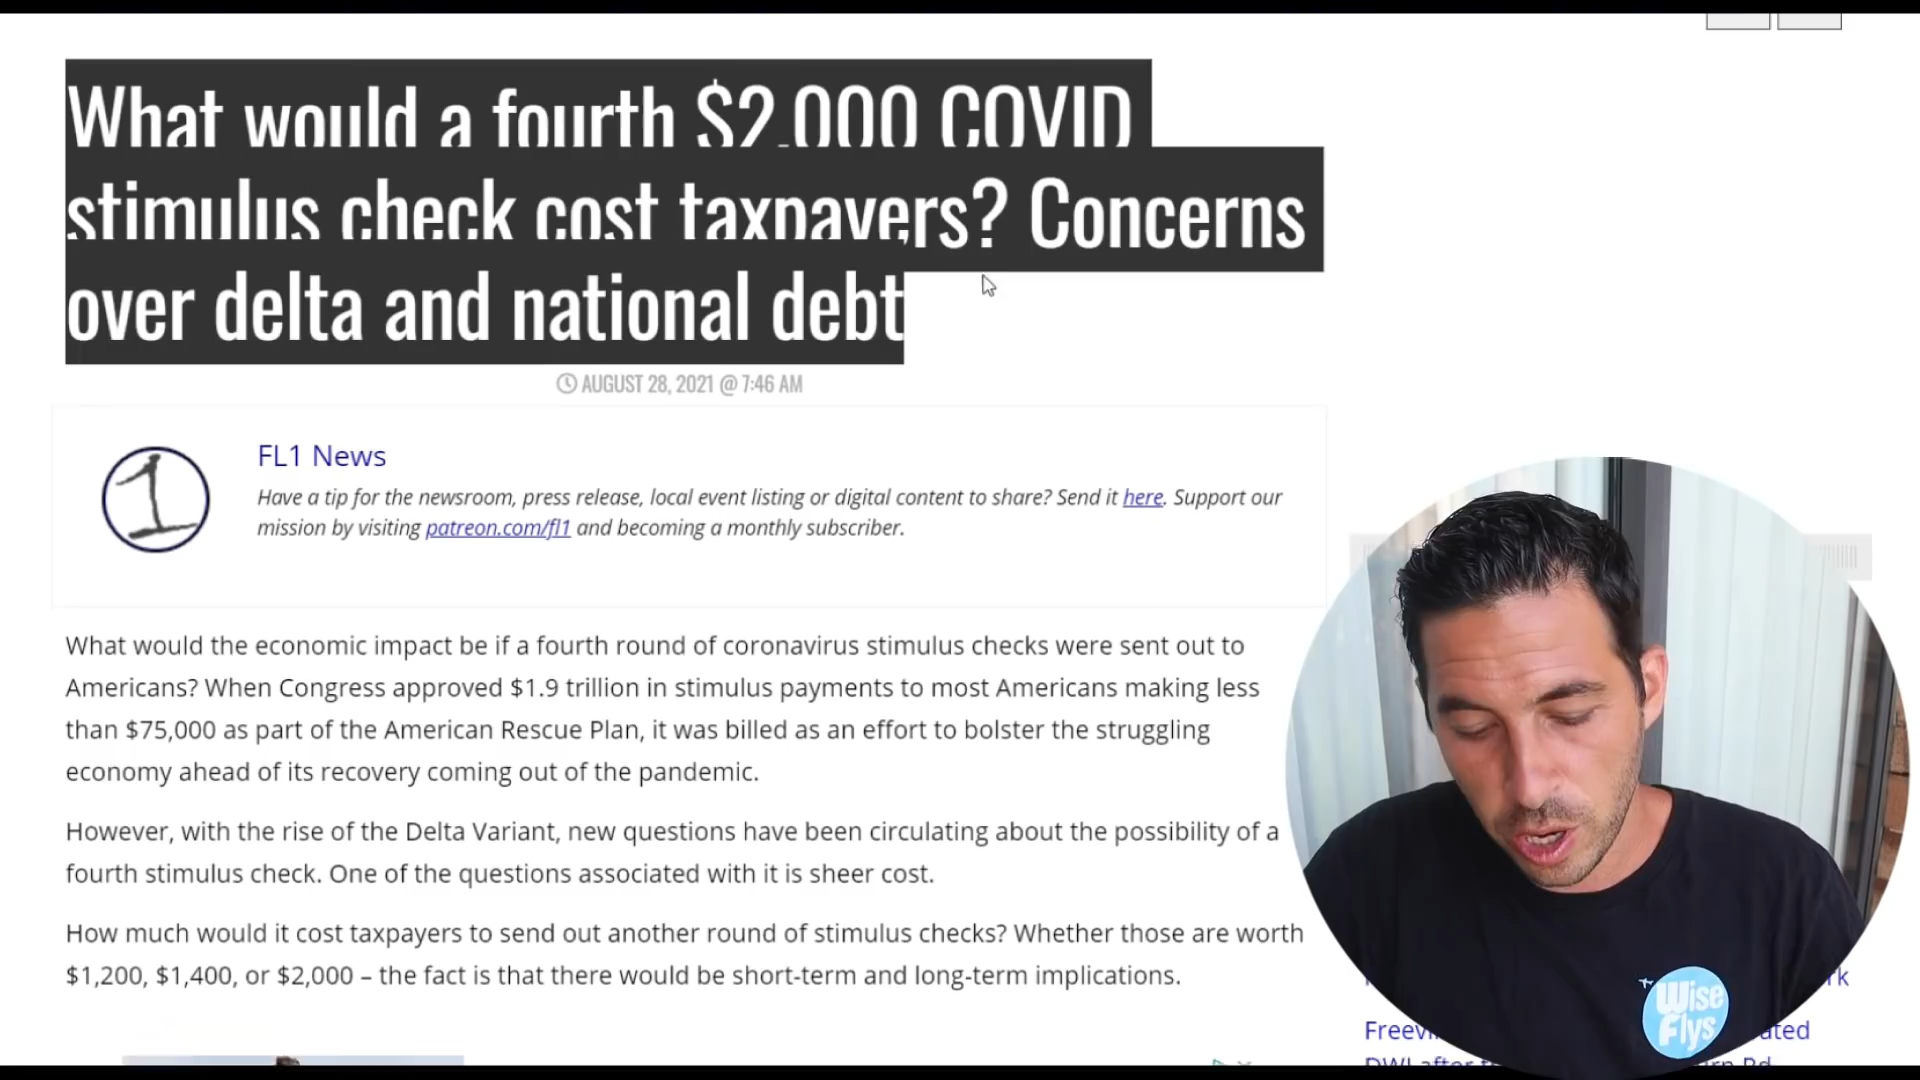 What would a fourth $2,000 COVID
stimulus check cost taxpayers? Concerns
over delta and national debt
AUGUST 28, 2021 @ 7:46 AM
FL1 News
Have a tip for the newsroom, press release, local event listing or digital content to share? Send it here. Support our
mission by visiting patreon.com/fl1 and becoming a monthly subscriber.
What would the economic impact be if a fourth round of coronavirus stimulus checks were sent out to
Americans? When Congress approved $1.9 trillion in stimulus payments to most Americans making less
than $75,000 as part of the American Rescue Plan, it was billed as an effort to bolster the struggling
economy ahead of its recovery coming out of the pandemic.
However, with the rise of the Delta Variant, new questions have been circulating about the possibility of a
fourth stimulus check. One of the questions associated with it is sheer cost.
How much would it cost taxpayers to send out another round of stimulus checks? Whether those are worth
$1,200, $1,400, or $2,000 – the fact is that there would be short-term and long-term implications.
Wise
Flys